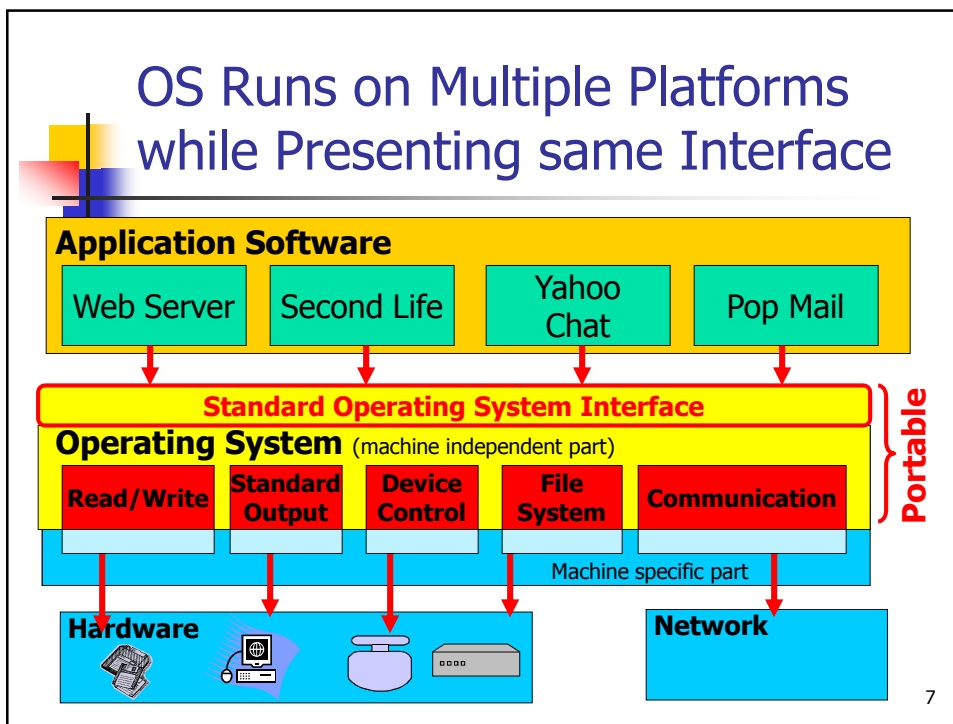 OS Runs on Multiple Platforms
while Presenting same Interface
Application Software
Web Server
Second Life
Yahoo
Chat
Pop Mail
Standard Operating System Interface
Operating System (machine independent part)
Read/Write
Standard
Output
Device
Control
File
System
Communication
Portable
Machine specific part
Hardware
Network
7